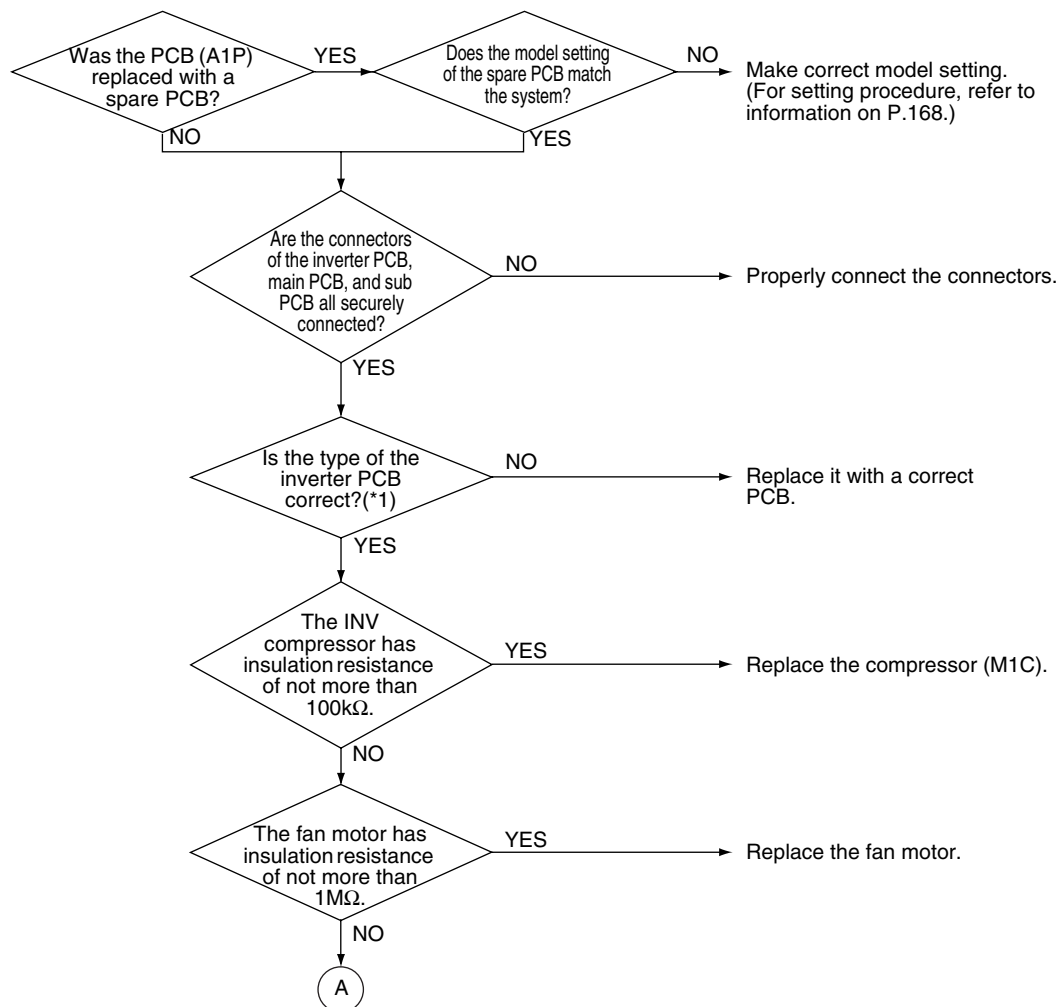 Was the PCB (A1P)
replaced with a
spare PCB?
YES
Does the model setting
of the spare PCB match
the system?
NO
Make correct model setting.
(For setting procedure, refer to
information on P.168.)
NO
YES
Are the connectors
of the inverter PCB,
main PCB, and sub
PCB all securely
connected?
NO
Properly connect the connectors.
YES
Is the type of the
inverter PCB
correct?(*1)
NO
Replace it with a correct
PCB.
YES
The INV
compressor has
insulation resistance
of not more than
100kΩ.
YES
Replace the compressor (M1C).
NO
The fan motor has
insulation resistance
of not more than
1MΩ.
YES
Replace the fan motor.
NO
A